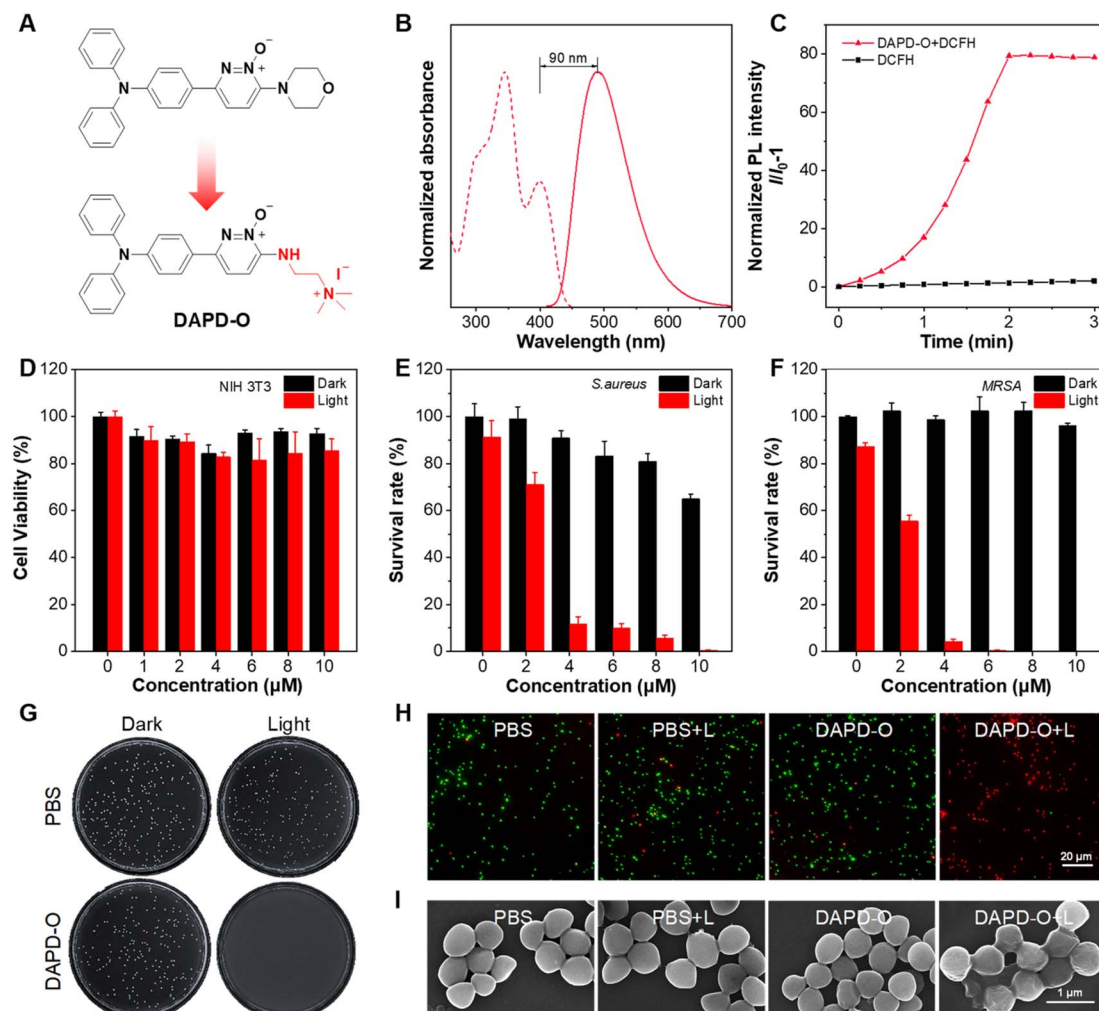 A
O⁻
N
N
+
N
N
O
O⁻
N
N
+
N
NH
I⁻
N
+
DAPD-O
B
90 nm
Normalized absorbance
300 400 500 600 700
Wavelength (nm)
C
DAPD-O+DCFH
DCFH
Normalized PL intensity
I/I₀-1
80
60
40
20
0
0 1 2 3
Time (min)
D
NIH 3T3
Dark
Light
Cell Viability (%)
120
100
80
60
40
20
0
0 1 2 4 6 8 10
Concentration (μM)
E
S.aureus
Dark
Light
Survival rate (%)
120
100
80
60
40
20
0
0 2 4 6 8 10
Concentration (μM)
F
MRSA
Dark
Light
Survival rate (%)
120
100
80
60
40
20
0
0 2 4 6 8 10
Concentration (μM)
G
Dark Light
PBS
DAPD-O
H
PBS PBS+L DAPD-O DAPD-O+L
20 μm
I
PBS PBS+L DAPD-O DAPD-O+L
1 μm